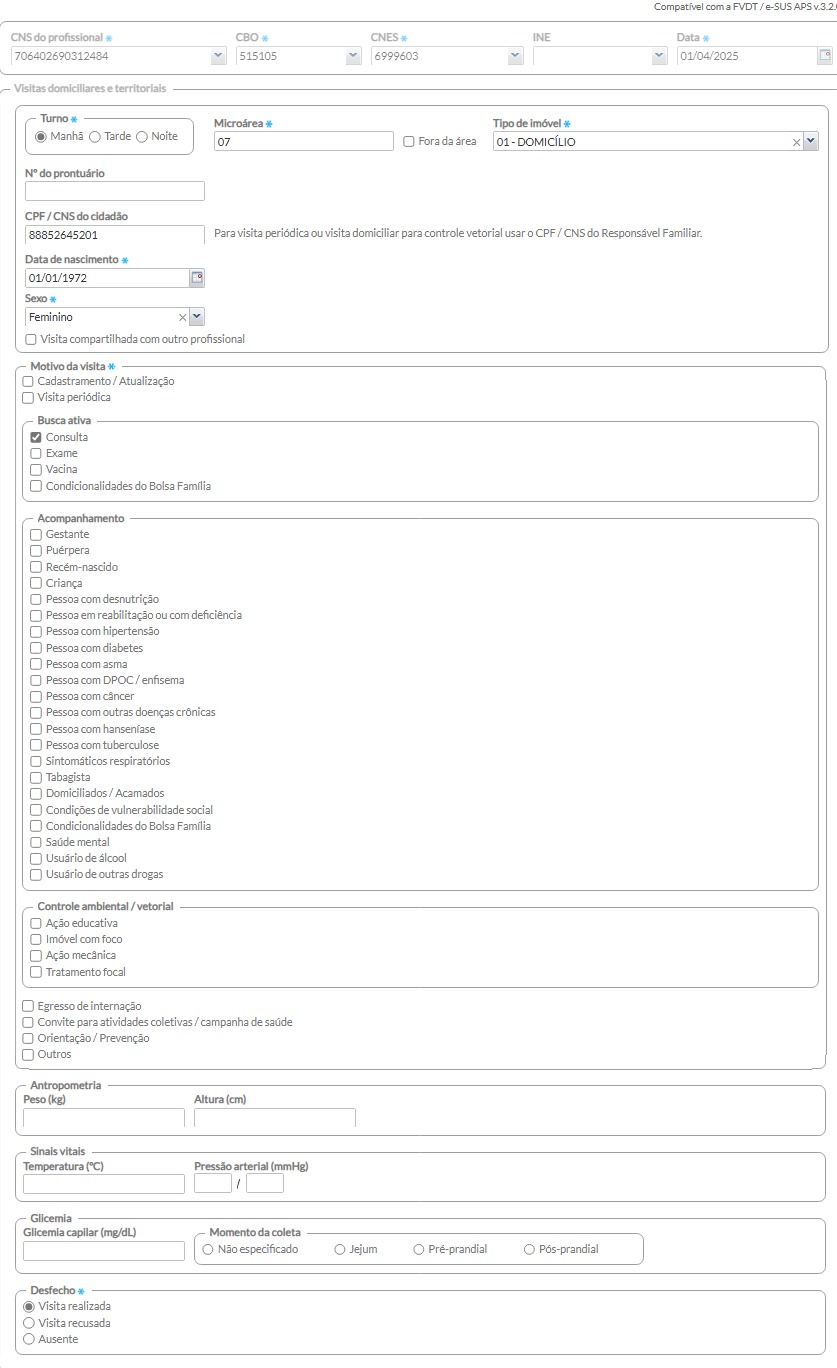 Compatível com a FVDT / e-SUS APS v.3.2.
CNS do profissional * CBO * CNES * INE Data *
706402690312484 515105 6999603 01/04/2025
Visitas domiciliares e territoriais
Turno * Microárea * Tipo de imóvel *
Manhã Tarde Noite 07 Fora da área 01 - DOMICÍLIO
Nº do prontuário
CPF / CNS do cidadão
88852645201 Para visita periódica ou visita domiciliar para controle vetorial usar o CPF / CNS do Responsável Familiar.
Data de nascimento *
01/01/1972
Sexo *
Feminino
Visita compartilhada com outro profissional
Motivo da visita *
Cadastramento / Atualização
Visita periódica
Busca ativa
Consulta
Exame
Vacina
Condicionalidades do Bolsa Família
Acompanhamento
Gestante
Puérpera
Recém-nascido
Criança
Pessoa com desnutrição
Pessoa em reabilitação ou com deficiência
Pessoa com hipertensão
Pessoa com diabetes
Pessoa com asma
Pessoa com DPOC / enfisema
Pessoa com câncer
Pessoa com outras doenças crônicas
Pessoa com hanseníase
Pessoa com tuberculose
Sintomáticos respiratórios
Tabagista
Domiciliados / Acamados
Condições de vulnerabilidade social
Condicionalidades do Bolsa Família
Saúde mental
Usuário de álcool
Usuário de outras drogas
Controle ambiental / vetorial
Ação educativa
Imóvel com foco
Ação mecânica
Tratamento focal
Egresso de internação
Convite para atividades coletivas / campanha de saúde
Orientação / Prevenção
Outros
Antropometria
Peso (kg) Altura (cm)
Sinais vitais
Temperatura (ºC) Pressão arterial (mmHg)
/
Glicemia
Glicemia capilar (mg/dL) Momento da coleta
Não especificado Jejum Pré-prandial Pós-prandial
Desfecho *
Visita realizada
Visita recusada
Ausente